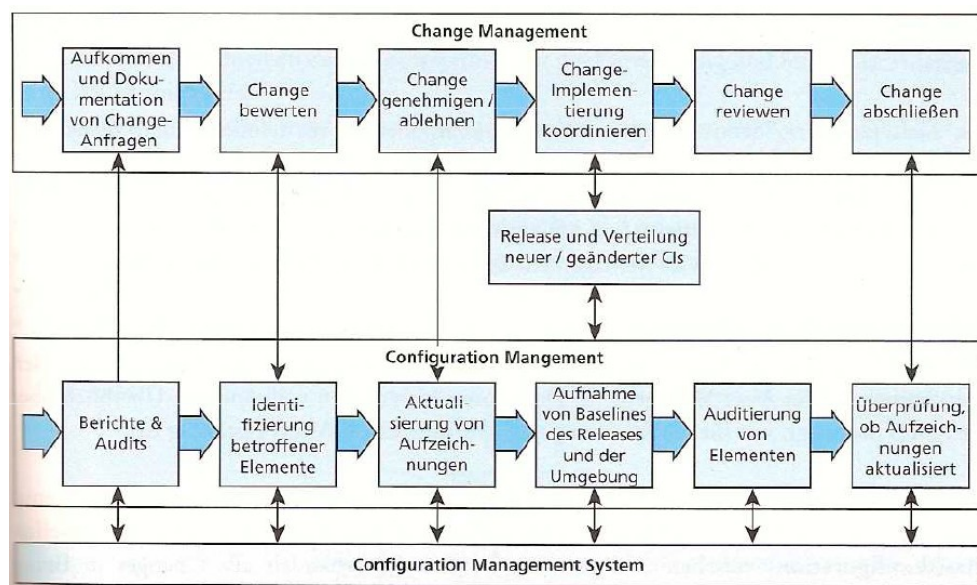 Change Management
Aufkommen
und Doku-
mentation
von Change-
Anfragen
Change
bewerten
Change
genehmigen /
ablehnen
Change-
Implemen-
tierung
koordinieren
Change
reviewen
Change
abschließen
Release und Verteilung
neuer / geänderter CIs
Configuration Mangement
Berichte &
Audits
Identi-
fizierung
betroffener
Elemente
Aktuali-
sierung von
Aufzeich-
nungen
Aufnahme
von Baselines
des Releases
und der
Umgebung
Auditierung
von
Elementen
Überprüfung,
ob Aufzeich-
nungen
aktualisiert
Configuration Management System